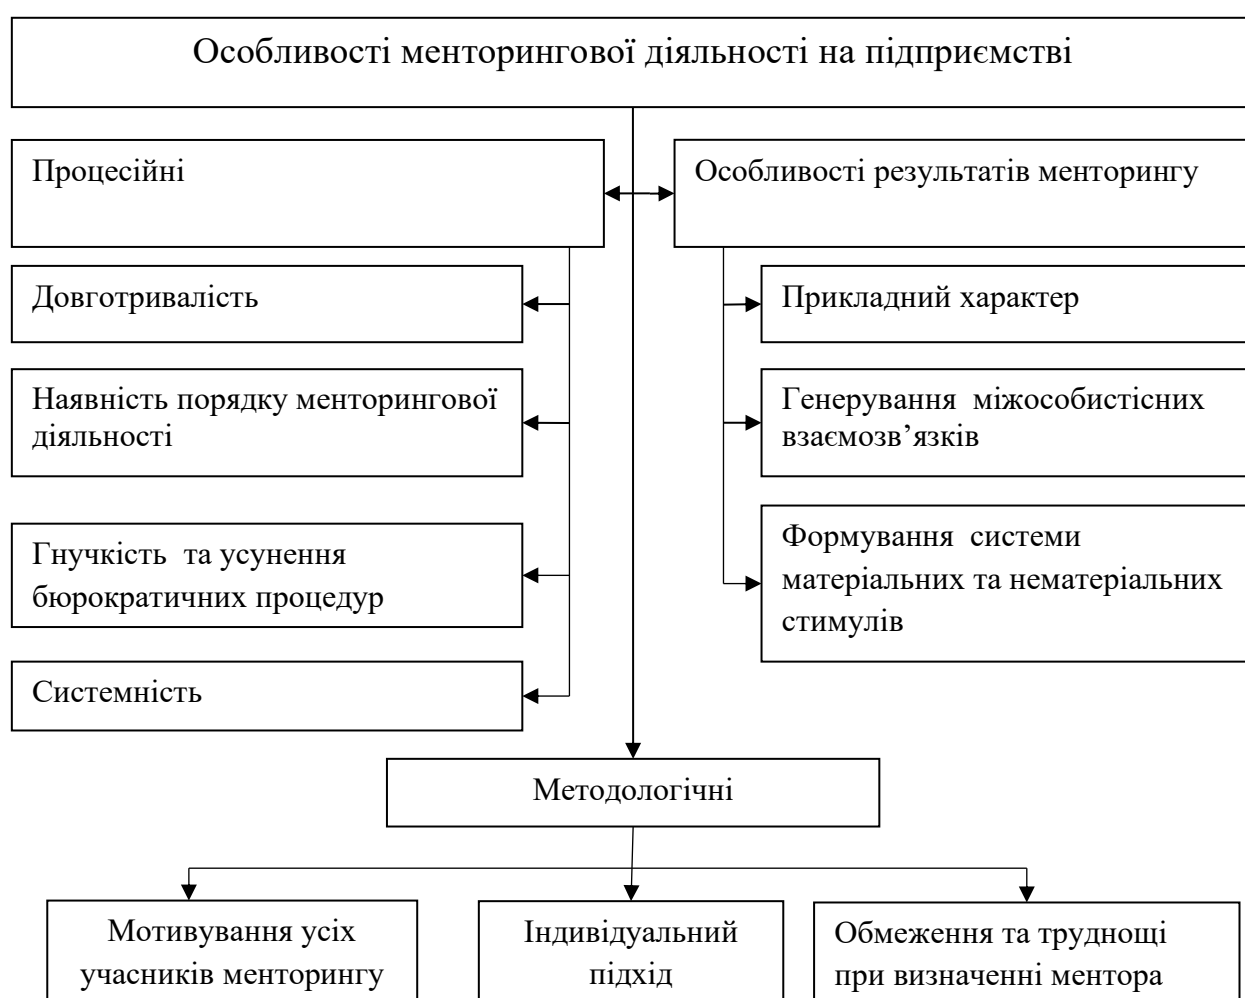 Особливості менторингової діяльності на підприємстві
Процесійні
Особливості результатів менторингу
Довготривалість
Прикладний характер
Наявність порядку менторингової
діяльності
Генерування міжособистісних
взаємозв’язків
Гнучкість та усунення
бюрократичних процедур
Формування системи
матеріальних та нематеріальних
стимулів
Системність
Методологічні
Мотивування усіх
учасників менторингу
Індивідуальний
підхід
Обмеження та труднощі
при визначенні ментора